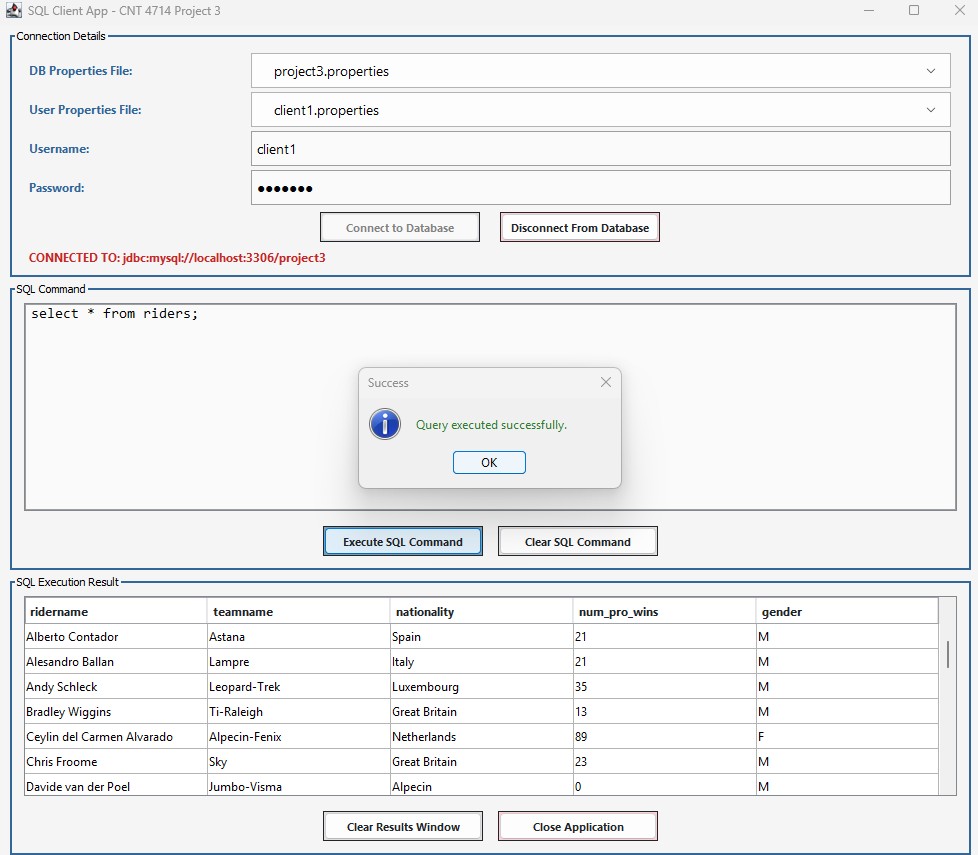 SQL Client App - CNT 4714 Project 3
Connection Details
DB Properties File: project3.properties
User Properties File: client1.properties
Username: client1
Password: ●●●●●●●
Connect to Database Disconnect From Database
CONNECTED TO: jdbc:mysql://localhost:3306/project3
SQL Command
select * from riders;
Success
Query executed successfully.
OK
Execute SQL Command Clear SQL Command
SQL Execution Result
ridername teamname nationality num_pro_wins gender
Alberto Contador Astana Spain 21 M
Alesandro Ballan Lampre Italy 21 M
Andy Schleck Leopard-Trek Luxembourg 35 M
Bradley Wiggins Ti-Raleigh Great Britain 13 M
Ceylin del Carmen Alvarado Alpecin-Fenix Netherlands 89 F
Chris Froome Sky Great Britain 23 M
Davide van der Poel Jumbo-Visma Alpecin 0 M
Clear Results Window Close Application